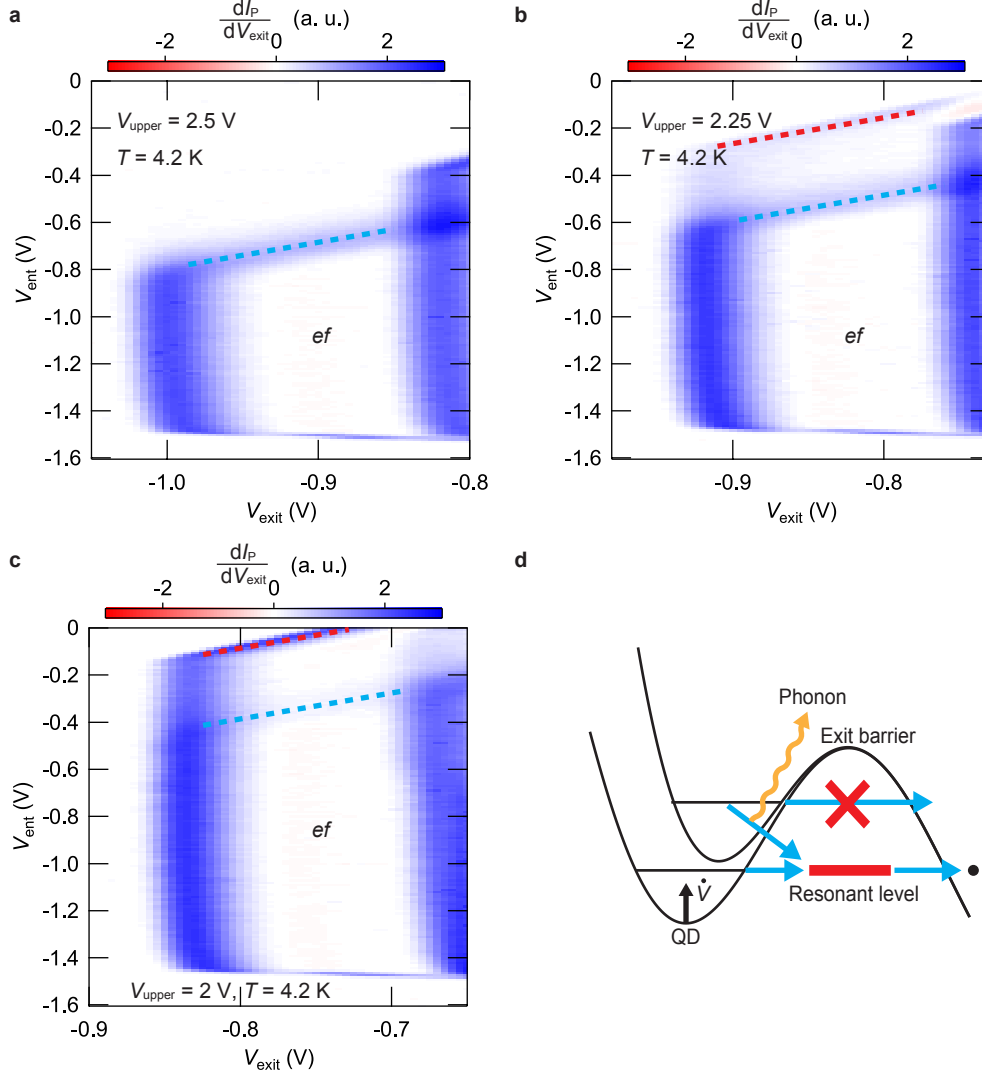 a
dI_P
dV_exit
(a. u.)
-2
0
2
0
-0.2
-0.4
-0.6
-0.8
-1.0
-1.2
-1.4
-1.6
V_ent (V)
V_upper = 2.5 V
T = 4.2 K
ef
-1.0
-0.9
-0.8
V_exit (V)
b
dI_P
dV_exit
(a. u.)
-2
0
2
0
-0.2
-0.4
-0.6
-0.8
-1.0
-1.2
-1.4
-1.6
V_ent (V)
V_upper = 2.25 V
T = 4.2 K
ef
-0.9
-0.8
V_exit (V)
c
dI_P
dV_exit
(a. u.)
-2
0
2
0
-0.2
-0.4
-0.6
-0.8
-1.0
-1.2
-1.4
-1.6
V_ent (V)
ef
V_upper = 2 V, T = 4.2 K
-0.9
-0.8
-0.7
V_exit (V)
d
Phonon
Exit barrier
V̇
Resonant level
QD